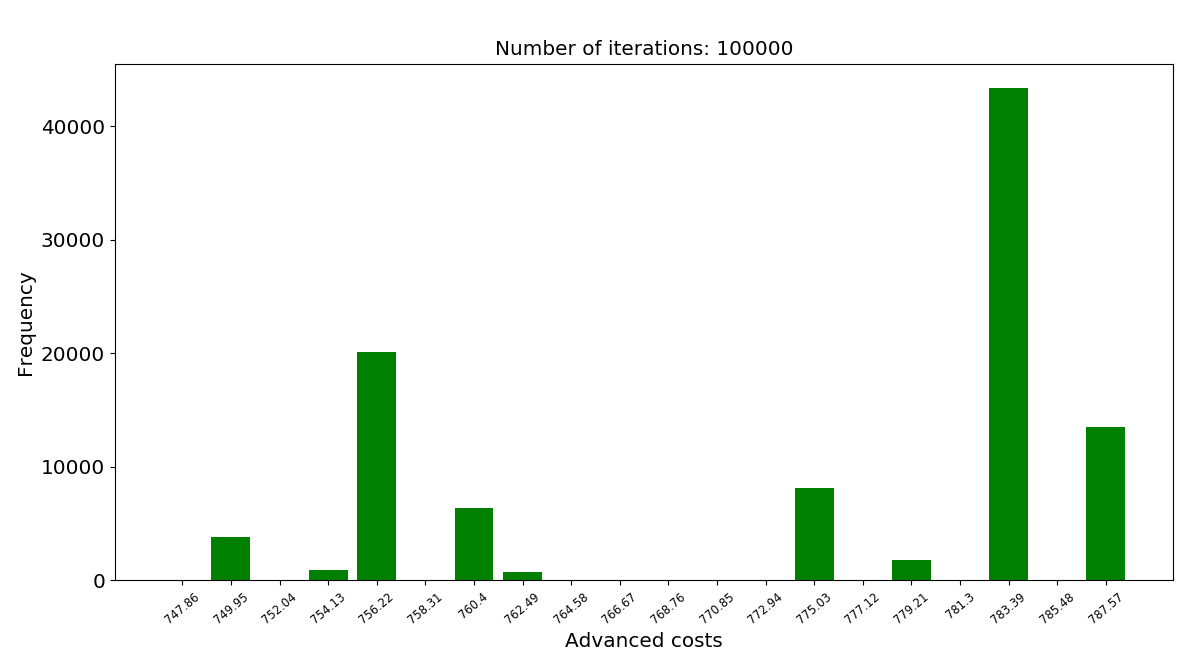 Number of iterations: 100000
Frequency
40000
30000
20000
10000
0
747.86 749.95 752.04 754.13 756.22 758.31 760.4 762.49 764.58 766.67 768.76 770.85 772.94 775.03 777.12 779.21 781.3 783.39 785.48 787.57
Advanced costs